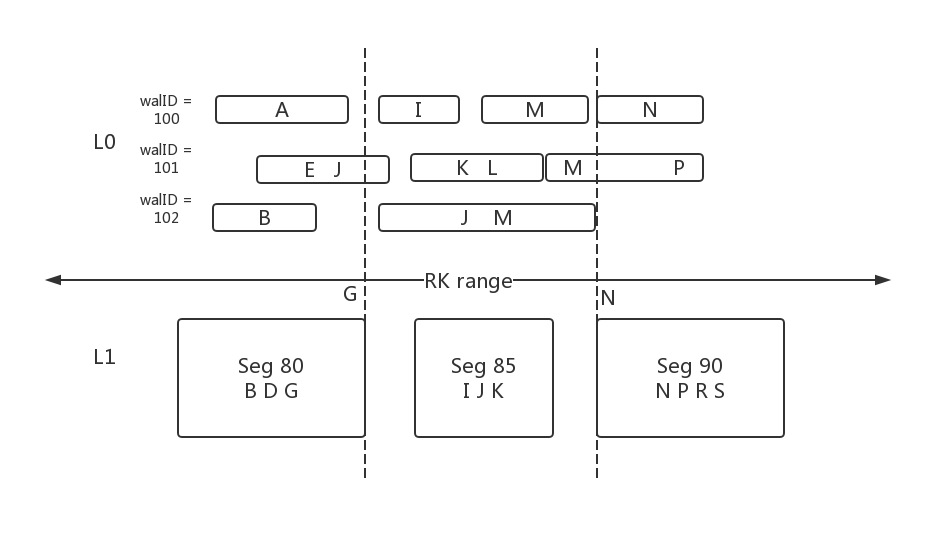 walID =
100
A
I
M
N
L0
walID =
101
E J
K L
M P
walID =
102
B
J M
RK range
G
N
L1
Seg 80
B D G
Seg 85
I J K
Seg 90
N P R S